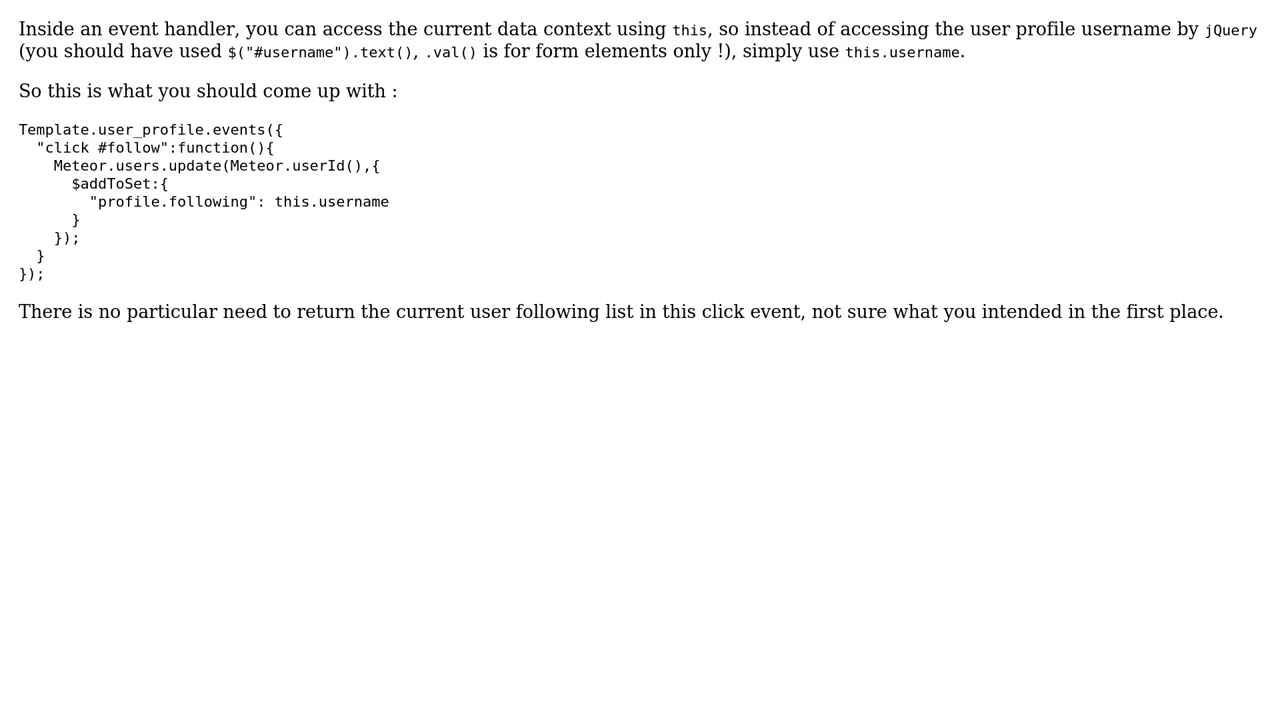 Inside an event handler, you can access the current data context using this, so instead of accessing the user profile username by jQuery
(you should have used $("#username").text(), .val() is for form elements only !), simply use this.username.
So this is what you should come up with :
Template.user_profile.events({
  "click #follow":function(){
    Meteor.users.update(Meteor.userId(),{
      $addToSet:{
        "profile.following": this.username
      }
    });
  }
});
There is no particular need to return the current user following list in this click event, not sure what you intended in the first place.